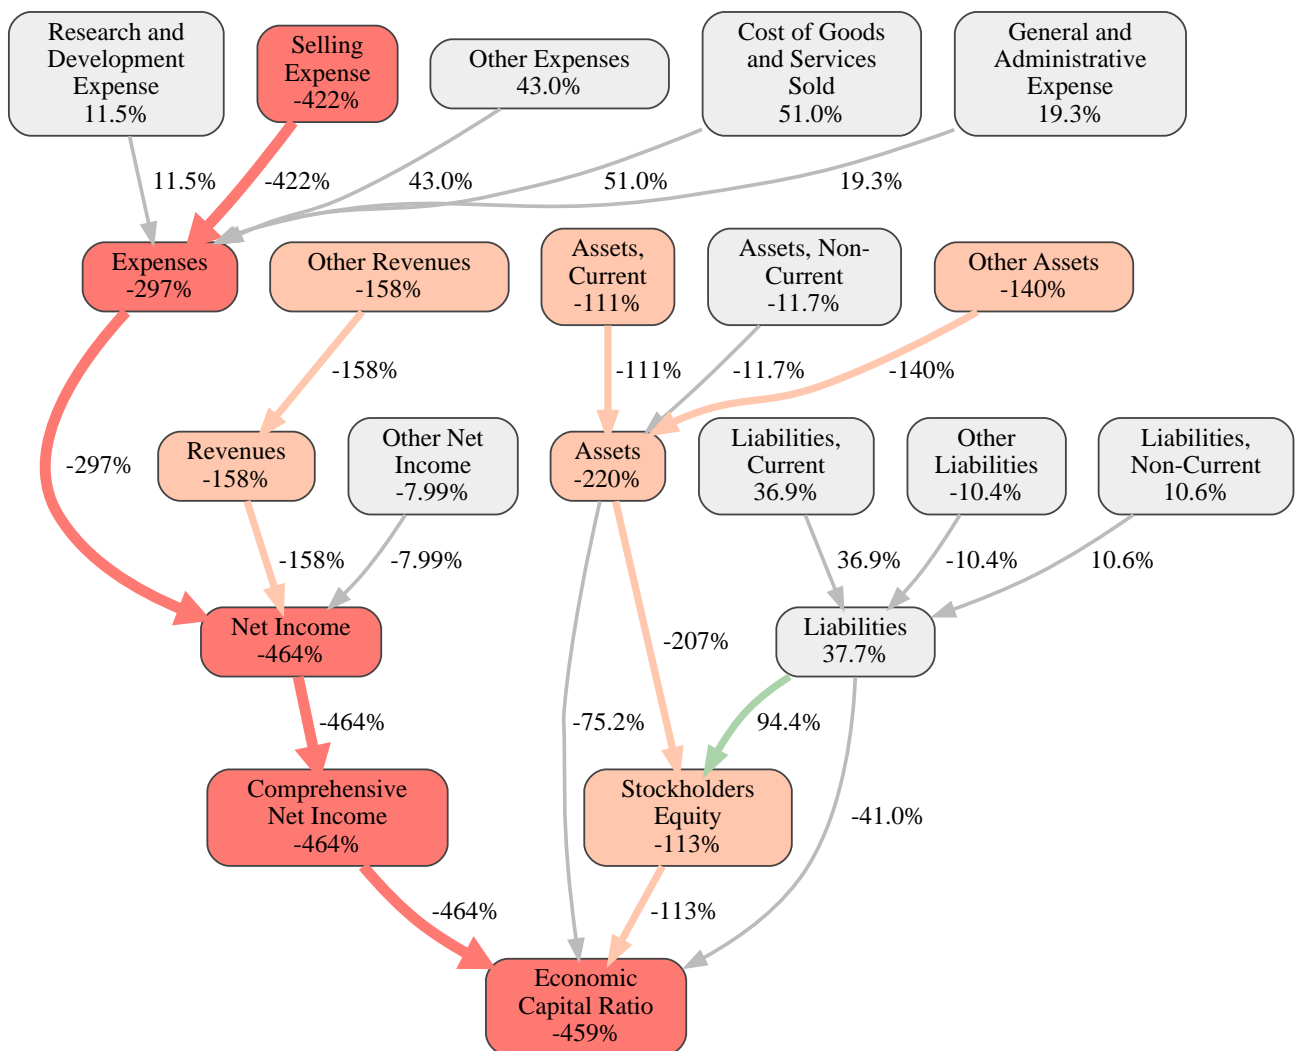 Research and
Development
Expense
11.5%
Selling
Expense
-422%
Other Expenses
43.0%
Cost of Goods
and Services
Sold
51.0%
General and
Administrative
Expense
19.3%
11.5%
-422%
43.0%
51.0%
19.3%
Expenses
-297%
Other Revenues
-158%
Assets,
Current
-111%
Assets, Non-
Current
-11.7%
Other Assets
-140%
-158%
-111%
-11.7%
-140%
-297%
Revenues
-158%
Other Net
Income
-7.99%
Assets
-220%
Liabilities,
Current
36.9%
Other
Liabilities
-10.4%
Liabilities,
Non-Current
10.6%
-158%
-7.99%
36.9%
-10.4%
10.6%
-207%
Net Income
-464%
Liabilities
37.7%
-464%
-75.2%
94.4%
-41.0%
Comprehensive
Net Income
-464%
Stockholders
Equity
-113%
-464%
-113%
Economic
Capital Ratio
-459%